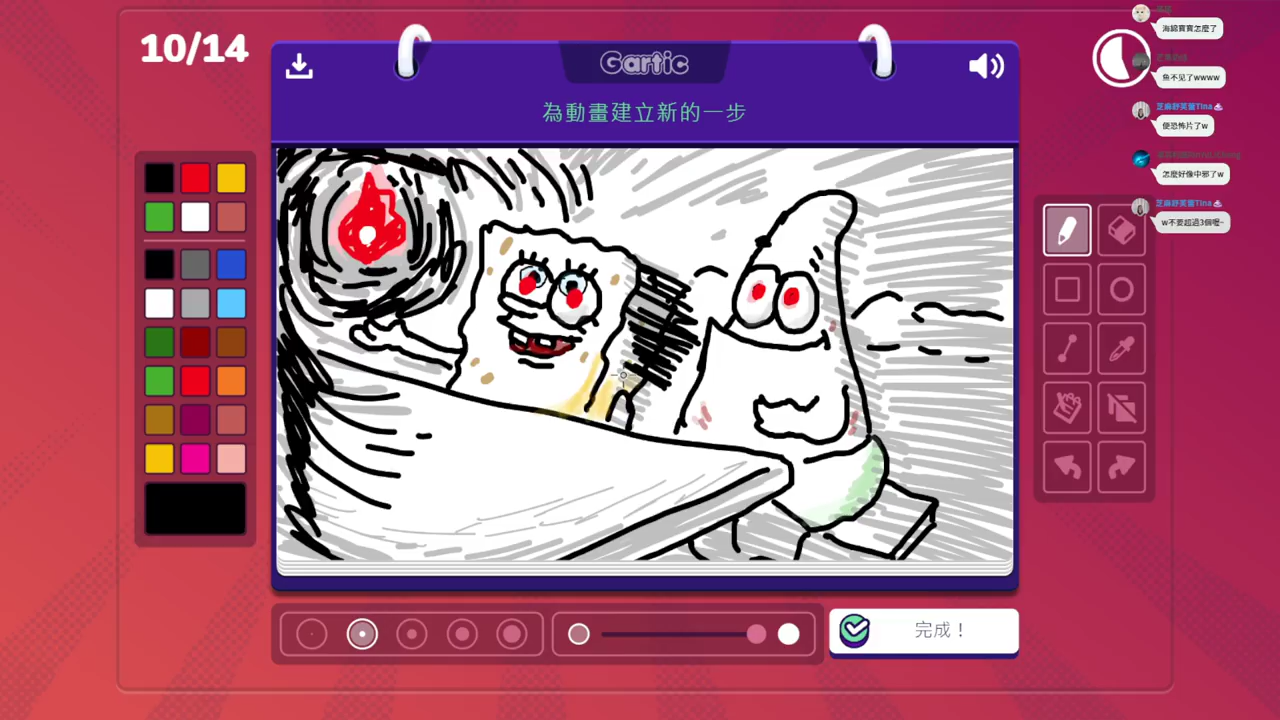 10/14
Gartic
為動畫建立新的一步
海綿寶寶怎麼了
鱼不见了wwww
芝麻舒芙蕾Tina
使恐怖片了w
怎麼好像中邪了w
芝麻舒芙蕾Tina
w不要超過3個喔~
完成！